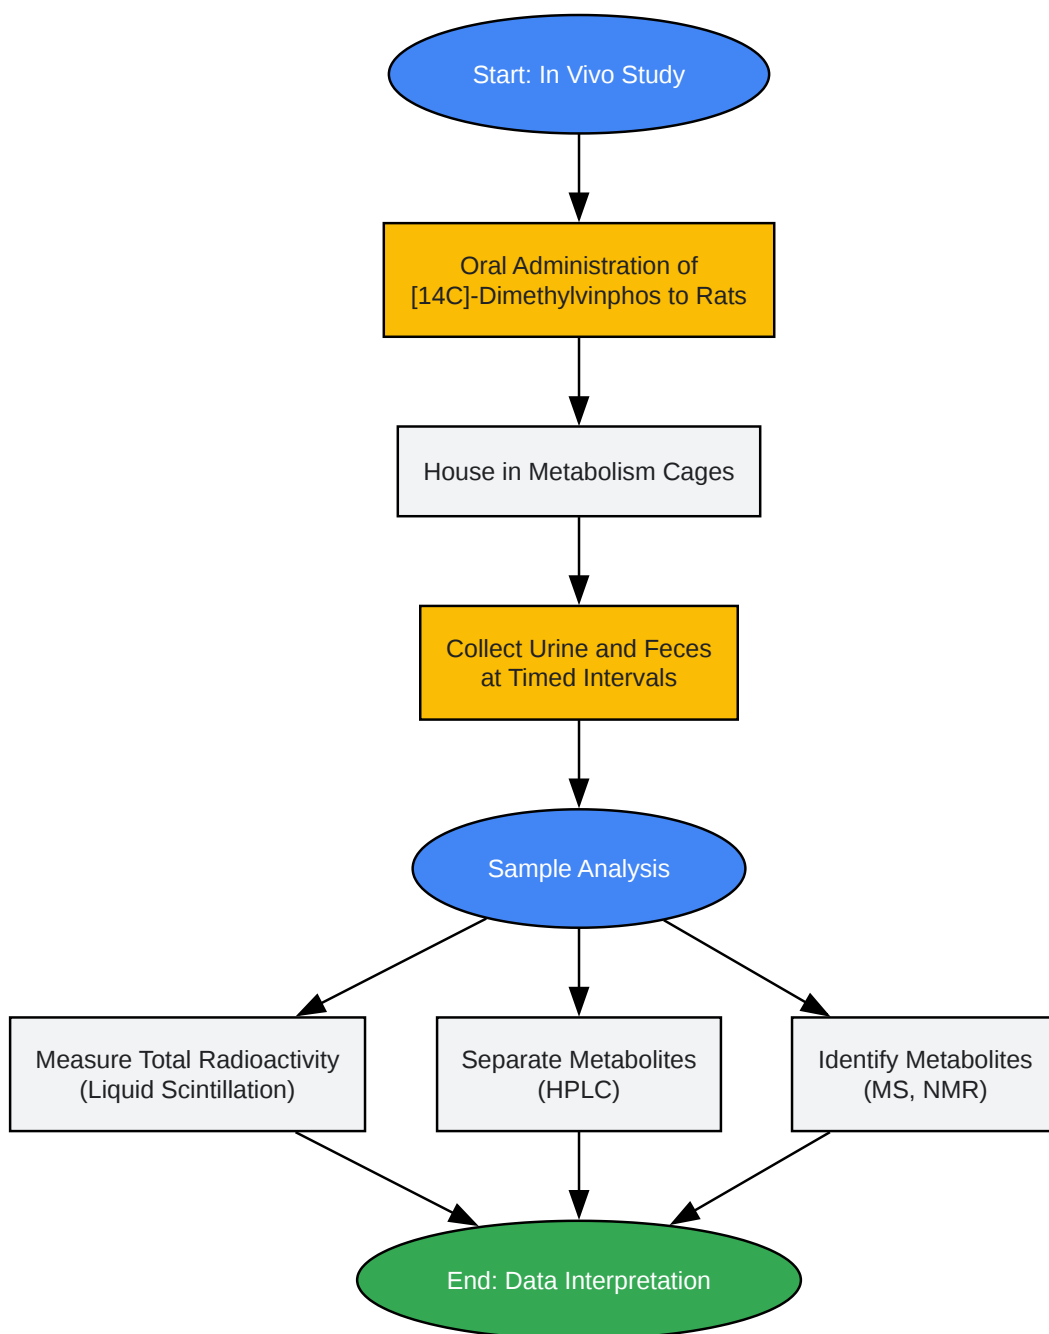 Start: In Vivo Study
Oral Administration of
[14C]-Dimethylvinphos to Rats
House in Metabolism Cages
Collect Urine and Feces
at Timed Intervals
Sample Analysis
Measure Total Radioactivity
(Liquid Scintillation)
Separate Metabolites
(HPLC)
Identify Metabolites
(MS, NMR)
End: Data Interpretation